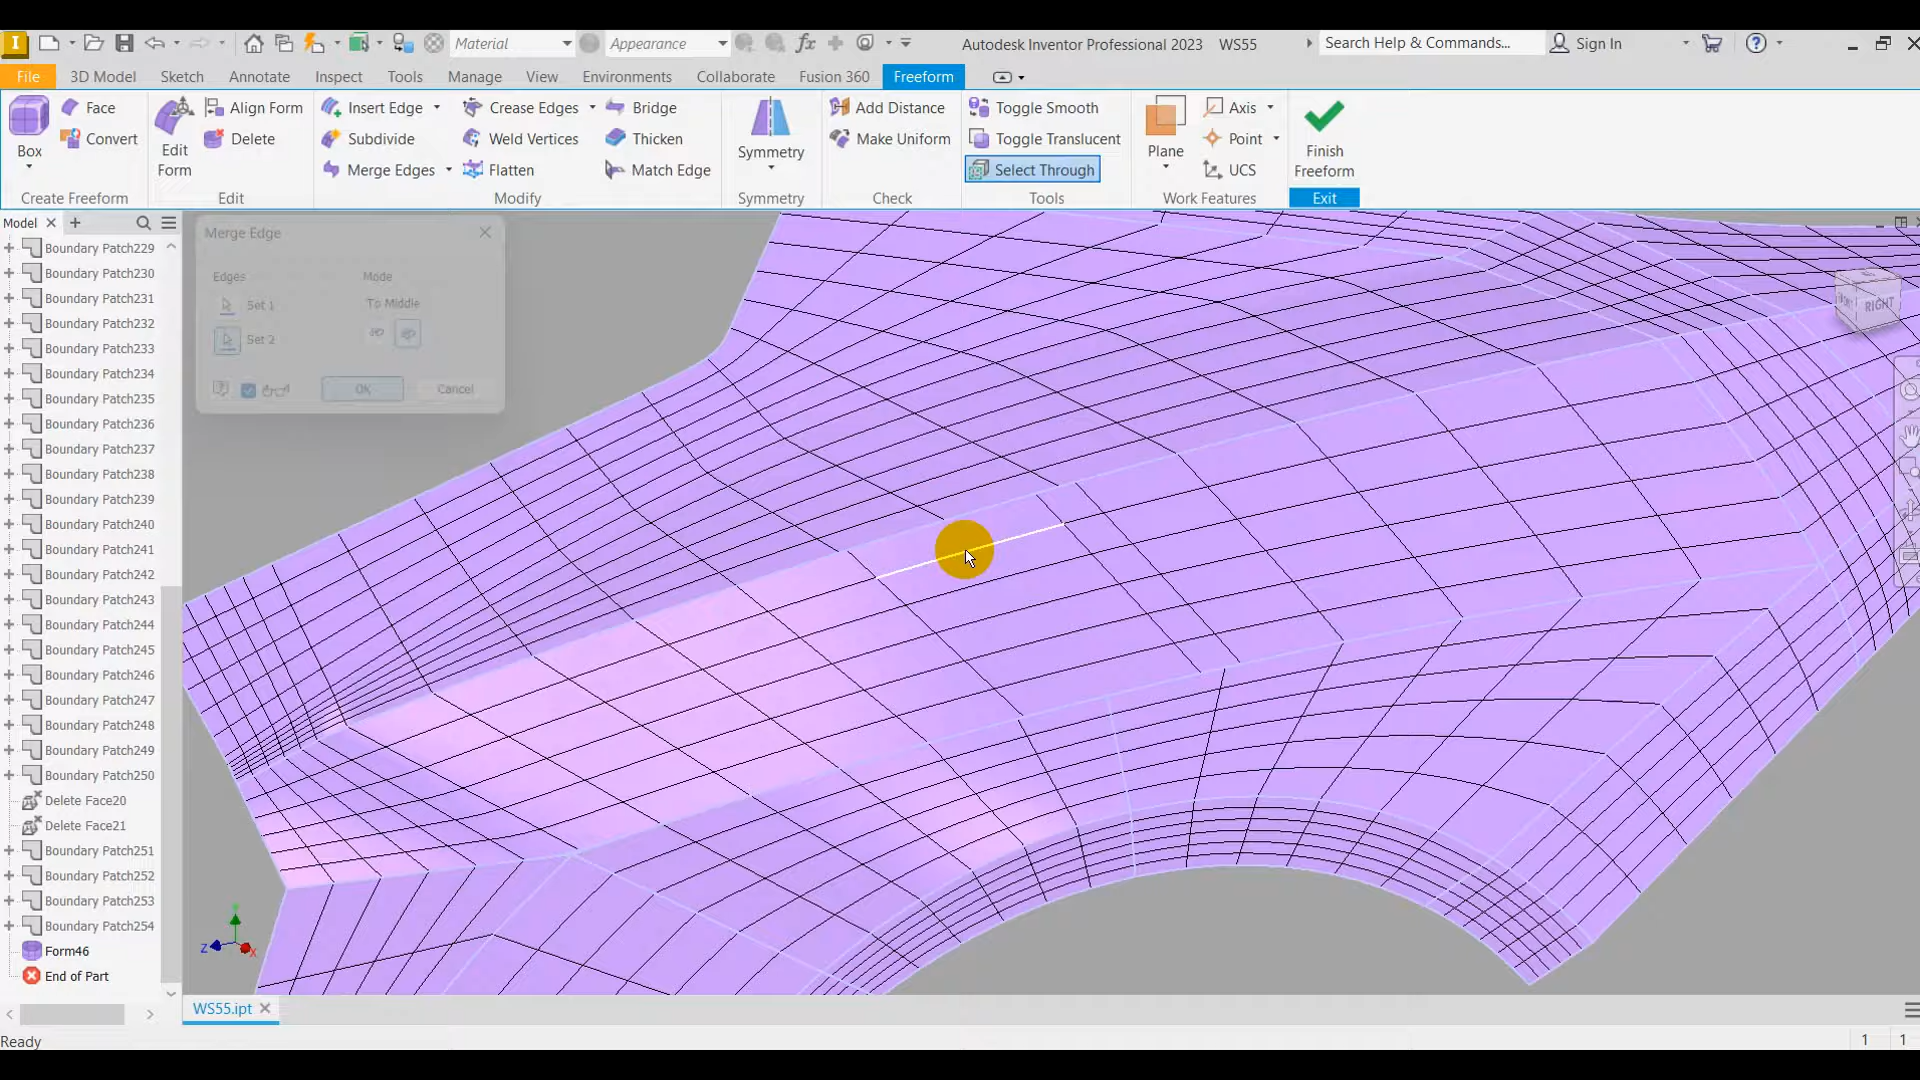 I Material Appearance fx Autodesk Inventor Professional 2023 WS55 Search Help & Commands... Sign In
File 3D Model Sketch Annotate Inspect Tools Manage View Environments Collaborate Fusion 360 Freeform
Box Face Convert
Create Freeform
Edit Form Align Form Delete
Edit
Insert Edge Crease Edges Bridge
Subdivide Weld Vertices Thicken
Merge Edges Flatten Match Edge
Modify
Symmetry
Symmetry
Add Distance
Make Uniform
Check
Toggle Smooth
Toggle Translucent
Select Through
Tools
Plane Axis
Point
UCS
Work Features
Finish Freeform
Exit
Model
Boundary Patch229
Boundary Patch230
Boundary Patch231
Boundary Patch232
Boundary Patch233
Boundary Patch234
Boundary Patch235
Boundary Patch236
Boundary Patch237
Boundary Patch238
Boundary Patch239
Boundary Patch240
Boundary Patch241
Boundary Patch242
Boundary Patch243
Boundary Patch244
Boundary Patch245
Boundary Patch246
Boundary Patch247
Boundary Patch248
Boundary Patch249
Boundary Patch250
Delete Face20
Delete Face21
Boundary Patch251
Boundary Patch252
Boundary Patch253
Boundary Patch254
Form46
End of Part
Merge Edge
Edges Mode
Set 1 To Middle
Set 2
OK Cancel
RIGHT
Z X
WS55.ipt
Ready 1 1